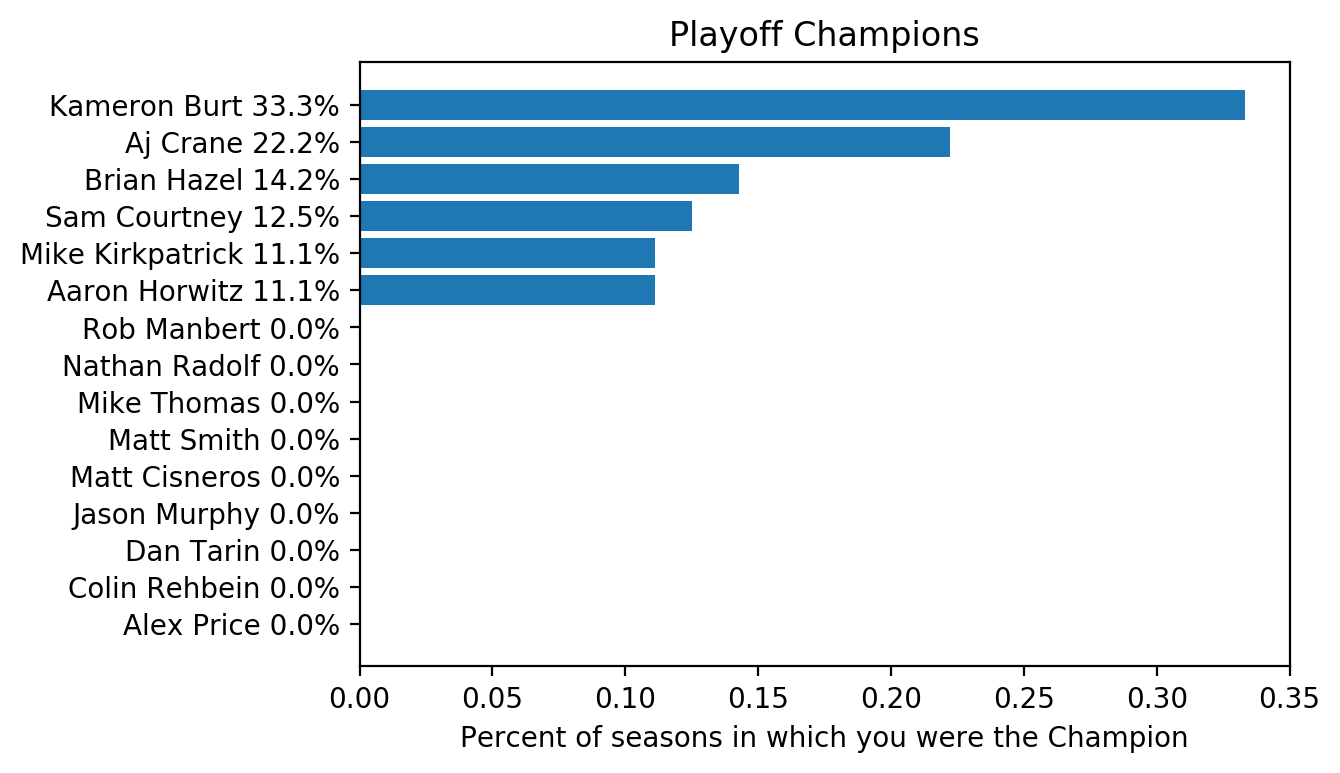 Playoff Champions
Kameron Burt 33.3%
Aj Crane 22.2%
Brian Hazel 14.2%
Sam Courtney 12.5%
Mike Kirkpatrick 11.1%
Aaron Horwitz 11.1%
Rob Manbert 0.0%
Nathan Radolf 0.0%
Mike Thomas 0.0%
Matt Smith 0.0%
Matt Cisneros 0.0%
Jason Murphy 0.0%
Dan Tarin 0.0%
Colin Rehbein 0.0%
Alex Price 0.0%
0.00 0.05 0.10 0.15 0.20 0.25 0.30 0.35
Percent of seasons in which you were the Champion